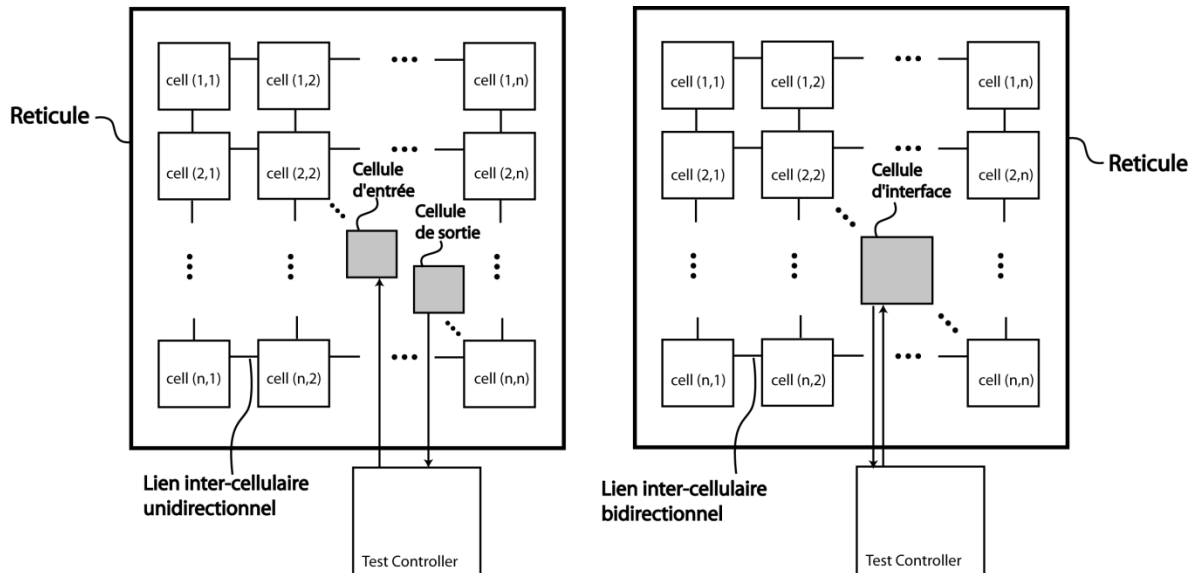 cell (1,1)
cell (1,2)
cell (1,n)
Reticule
cell (2,1)
cell (2,2)
cell (2,n)
Cellule
d'entrée
Cellule
de sortie
cell (n,1)
cell (n,2)
cell (n,n)
Lien inter-cellulaire
unidirectionnel
Test Controller
cell (1,1)
cell (1,2)
cell (1,n)
cell (2,1)
cell (2,2)
cell (2,n)
Reticule
Cellule
d'interface
cell (n,1)
cell (n,2)
cell (n,n)
Lien inter-cellulaire
bidirectionnel
Test Controller